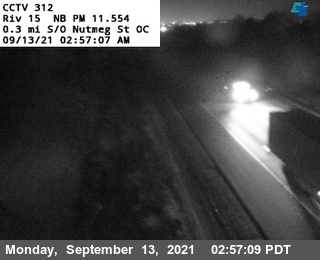 CCTV 312
Riv 15 NB PM 11.554
0.3 mi S/O Nutmeg St OC
09/13/21 02:57:07 AM
Monday, September 13, 2021 02:57:09 PDT